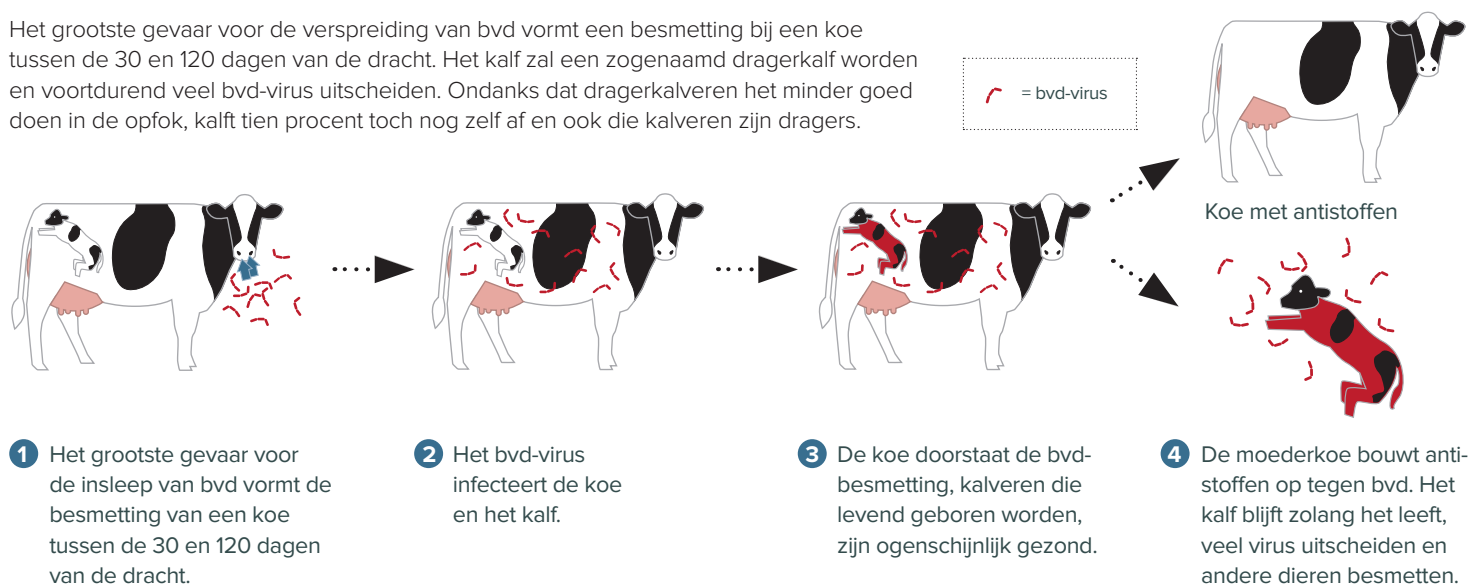 Het grootste gevaar voor de verspreiding van bvd vormt een besmetting bij een koe
tussen de 30 en 120 dagen van de dracht. Het kalf zal een zogenaamd dragerkalf worden
en voortdurend veel bvd-virus uitscheiden. Ondanks dat dragerkalveren het minder goed
doen in de opfok, kalft tien procent toch nog zelf af en ook die kalveren zijn dragers.
= bvd-virus
Koe met antistoffen
1 Het grootste gevaar voor
de insleep van bvd vormt de
besmetting van een koe
tussen de 30 en 120 dagen
van de dracht.
2 Het bvd-virus
infecteert de koe
en het kalf.
3 De koe doorstaat de bvd-
besmetting, kalveren die
levend geboren worden,
zijn ogenschijnlijk gezond.
4 De moederkoe bouwt anti-
stoffen op tegen bvd. Het
kalf blijft zolang het leeft,
veel virus uitscheiden en
andere dieren besmetten.